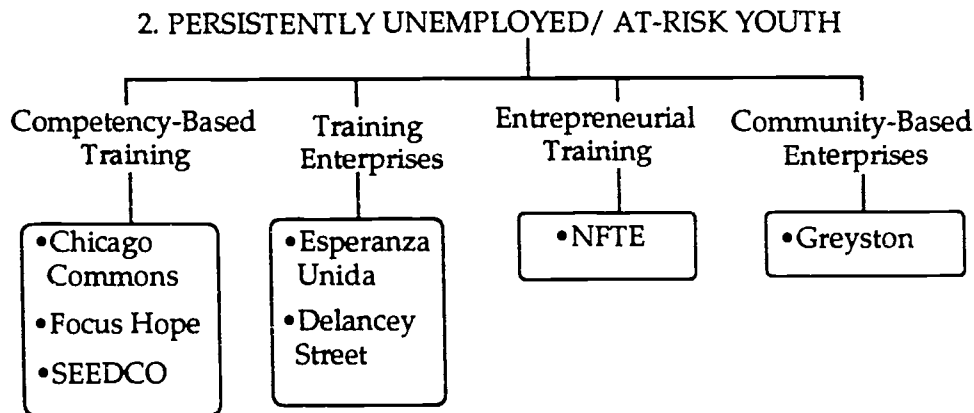 2. PERSISTENTLY UNEMPLOYED/ AT-RISK YOUTH
Competency-Based
Training
Training
Enterprises
Entrepreneurial
Training
Community-Based
Enterprises
•Chicago
Commons
•Focus Hope
•SEEDCO
•Esperanza
Unida
•Delancey
Street
•NFTE
•Greyston